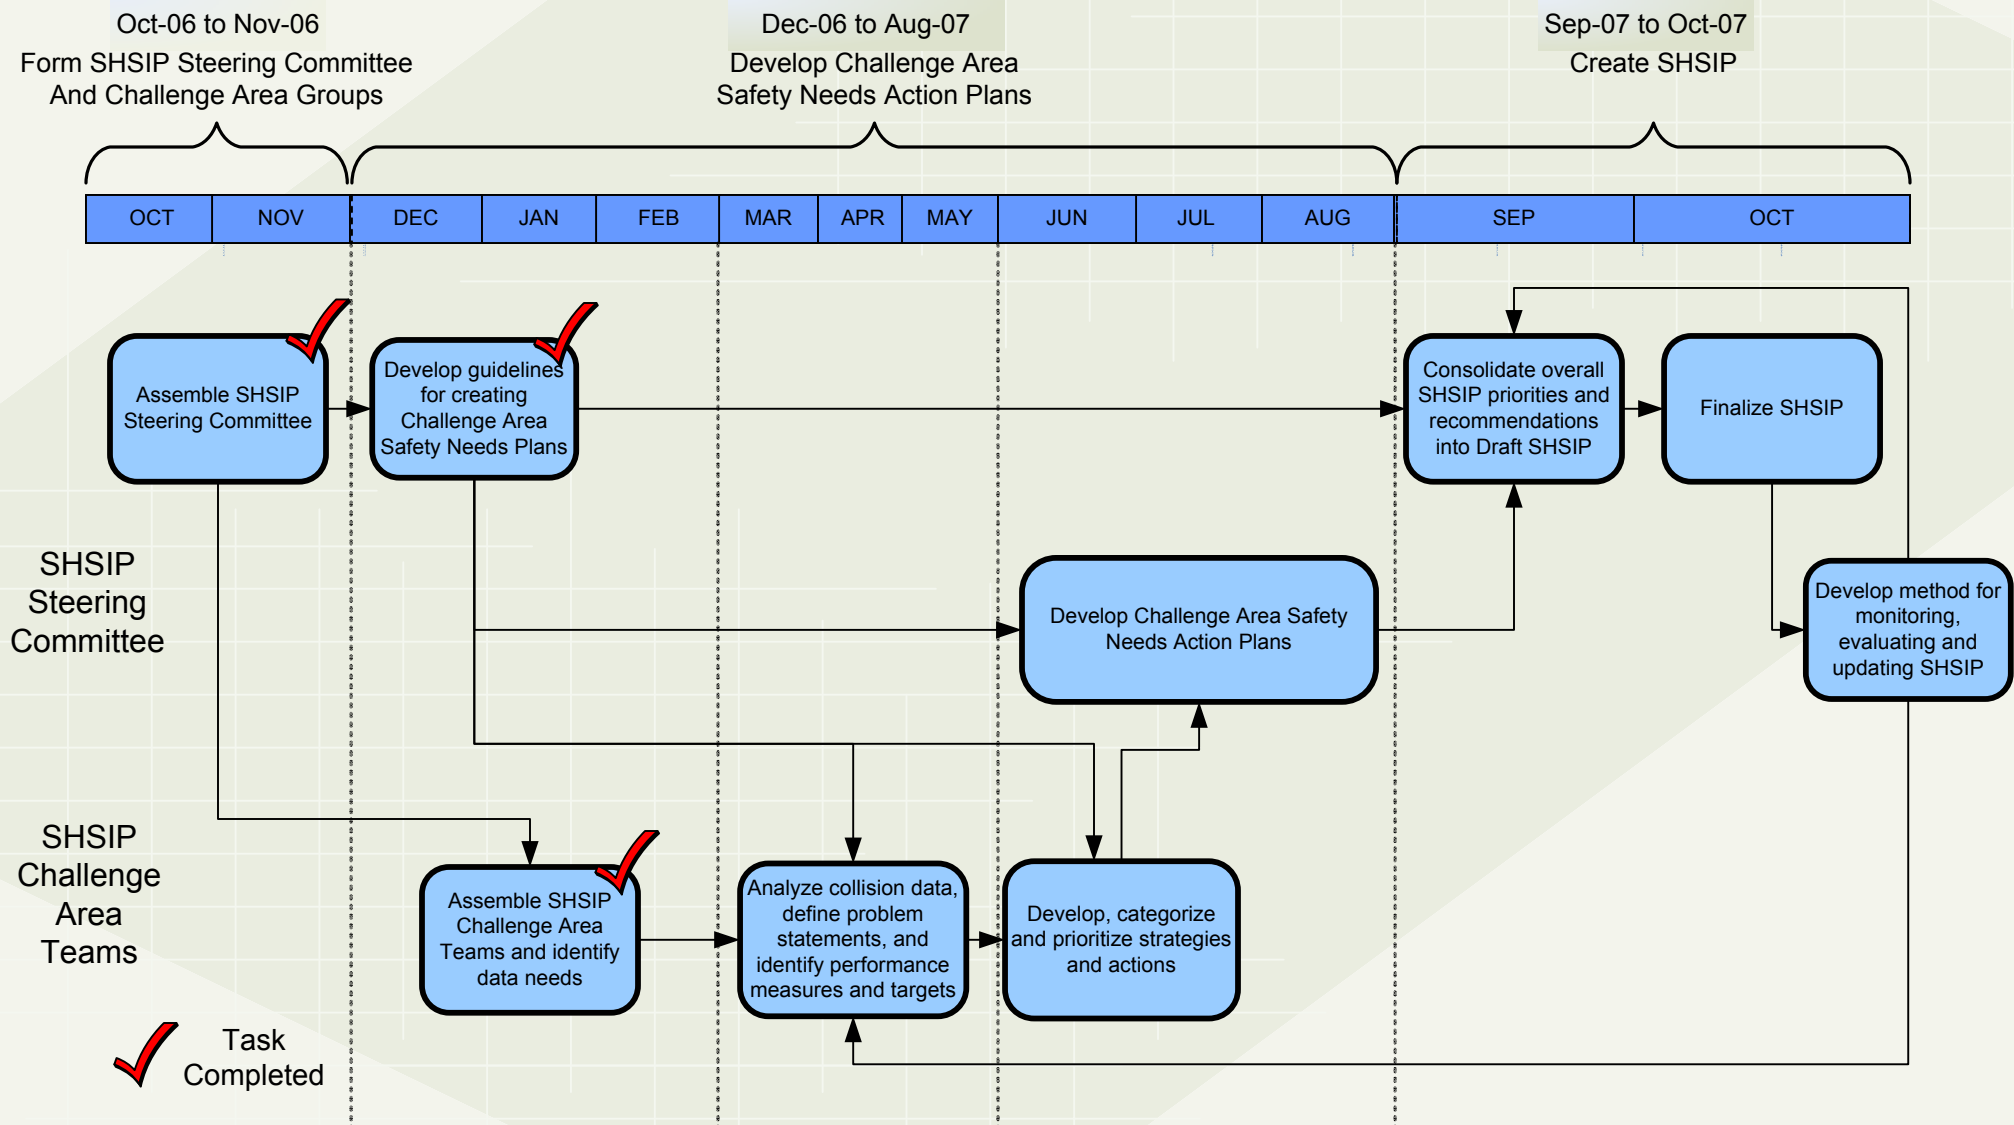 Oct-06 to Nov-06
Form SHSIP Steering Committee
And Challenge Area Groups
Dec-06 to Aug-07
Develop Challenge Area
Safety Needs Action Plans
Sep-07 to Oct-07
Create SHSIP
OCT NOV DEC JAN FEB MAR APR MAY JUN JUL AUG SEP OCT
Assemble SHSIP
Steering Committee
Develop guidelines
for creating
Challenge Area
Safety Needs Plans
Consolidate overall
SHSIP priorities and
recommendations
into Draft SHSIP
Finalize SHSIP
SHSIP
Steering
Committee
Develop Challenge Area Safety
Needs Action Plans
Develop method for
monitoring,
evaluating and
updating SHSIP
SHSIP
Challenge
Area
Teams
Assemble SHSIP
Challenge Area
Teams and identify
data needs
Analyze collision data,
define problem
statements, and
identify performance
measures and targets
Develop, categorize
and prioritize strategies
and actions
Task
Completed